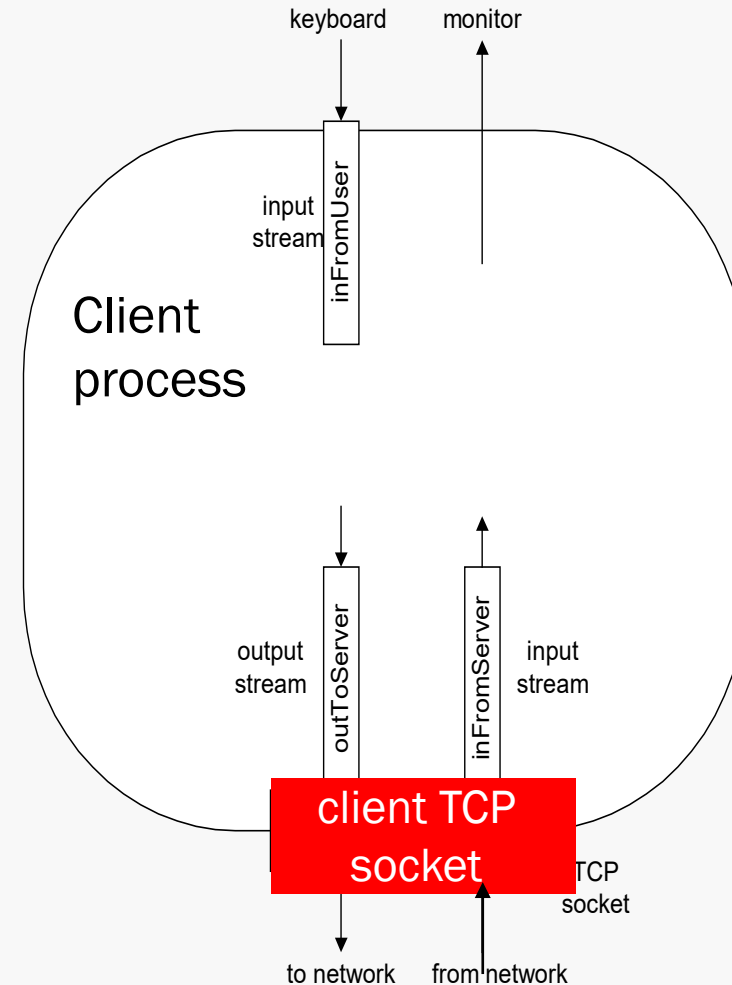 keyboard
monitor
input
stream
inFromUser
Client
process
output
stream
outToServer
inFromServer
input
stream
client TCP
socket
TCP
socket
to network
from network